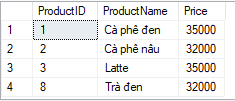 ProductID ProductName Price
1 1 Cà phê đen 35000
2 2 Cà phê nâu 32000
3 3 Latte 35000
4 8 Trà đen 32000